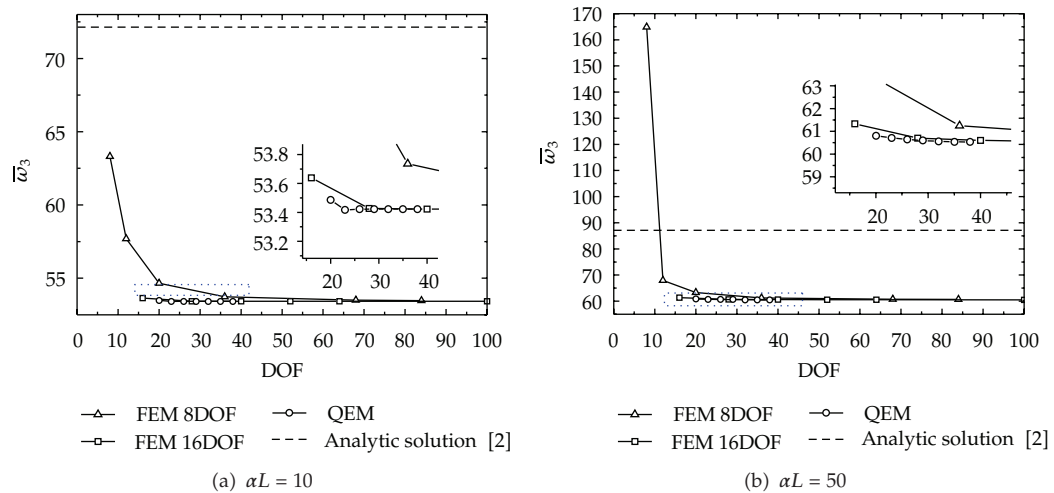 70
65
60
55
ω̅₃
0 10 20 30 40 50 60 70 80 90 100
DOF
53.8
53.6
53.4
53.2
20 30 40
FEM 8DOF QEM
FEM 16DOF Analytic solution [2]
(a) αL = 10
170
160
150
140
130
120
110
100
90
80
70
60
ω̅₃
0 10 20 30 40 50 60 70 80 90 100
DOF
63
62
61
60
59
20 30 40
FEM 8DOF QEM
FEM 16DOF Analytic solution [2]
(b) αL = 50